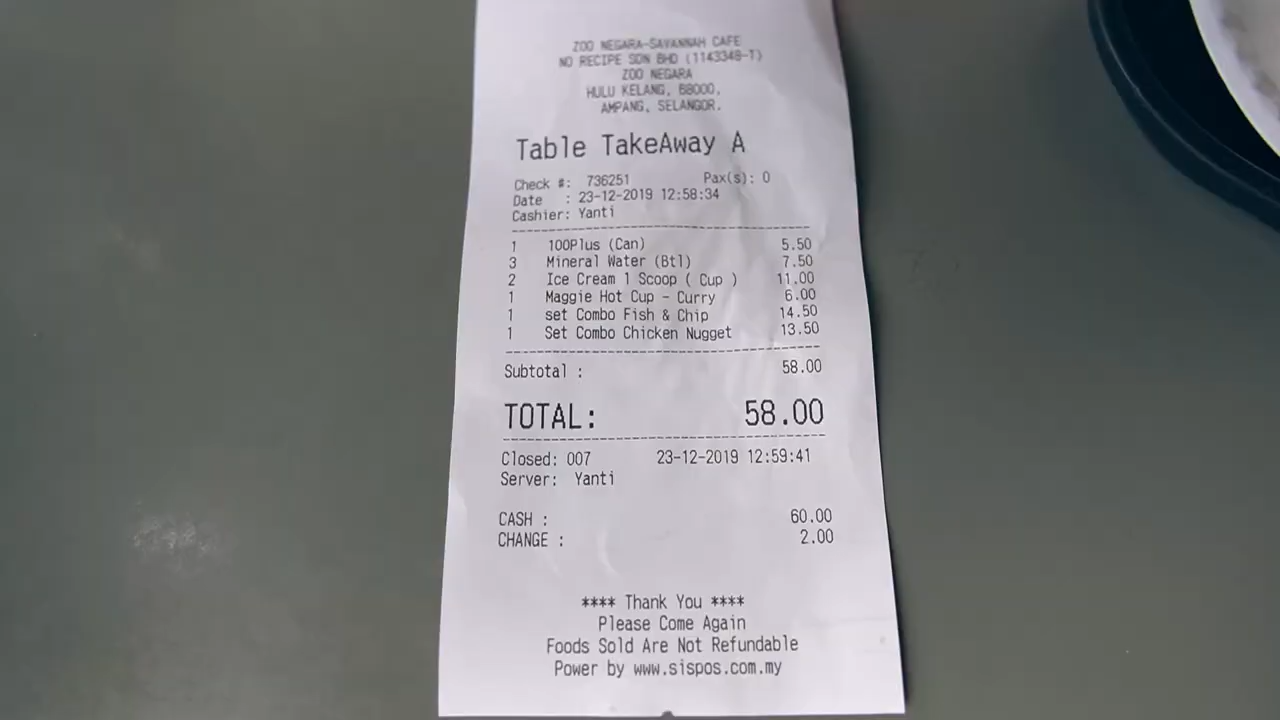 ZOO NEGARA-SAVANNAH CAFE
NO RECIPE SDN BHD (1143348-T)
ZOO NEGARA
HULU KELANG, 68000,
AMPANG, SELANGOR.
Table TakeAway A
Check #: 736251 Pax(s): 0
Date : 23-12-2019 12:58:34
Cashier: Yanti
1 100Plus (Can) 5.50
3 Mineral Water (Btl) 7.50
2 Ice Cream 1 Scoop ( Cup ) 11.00
1 Maggie Hot Cup - Curry 6.00
1 set Combo Fish & Chip 14.50
1 Set Combo Chicken Nugget 13.50
Subtotal : 58.00
TOTAL: 58.00
Closed: 007 23-12-2019 12:59:41
Server: Yanti
CASH : 60.00
CHANGE : 2.00
**** Thank You ****
Please Come Again
Foods Sold Are Not Refundable
Power by www.sispos.com.my